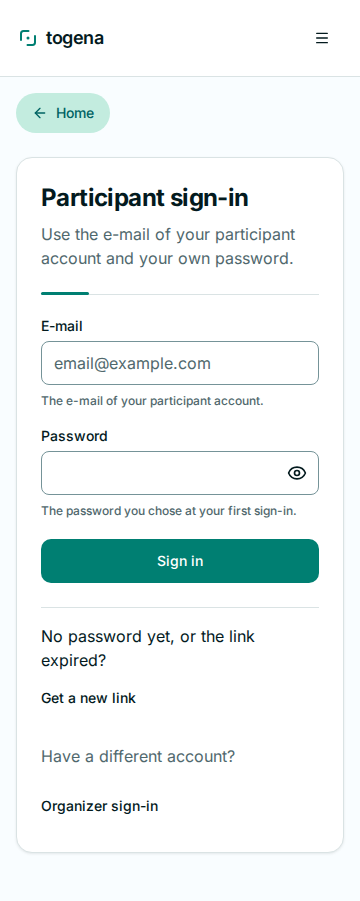 togena
Home
Participant sign-in
Use the e-mail of your participant
account and your own password.
E-mail
email@example.com
The e-mail of your participant account.
Password
The password you chose at your first sign-in.
Sign in
No password yet, or the link
expired?
Get a new link
Have a different account?
Organizer sign-in